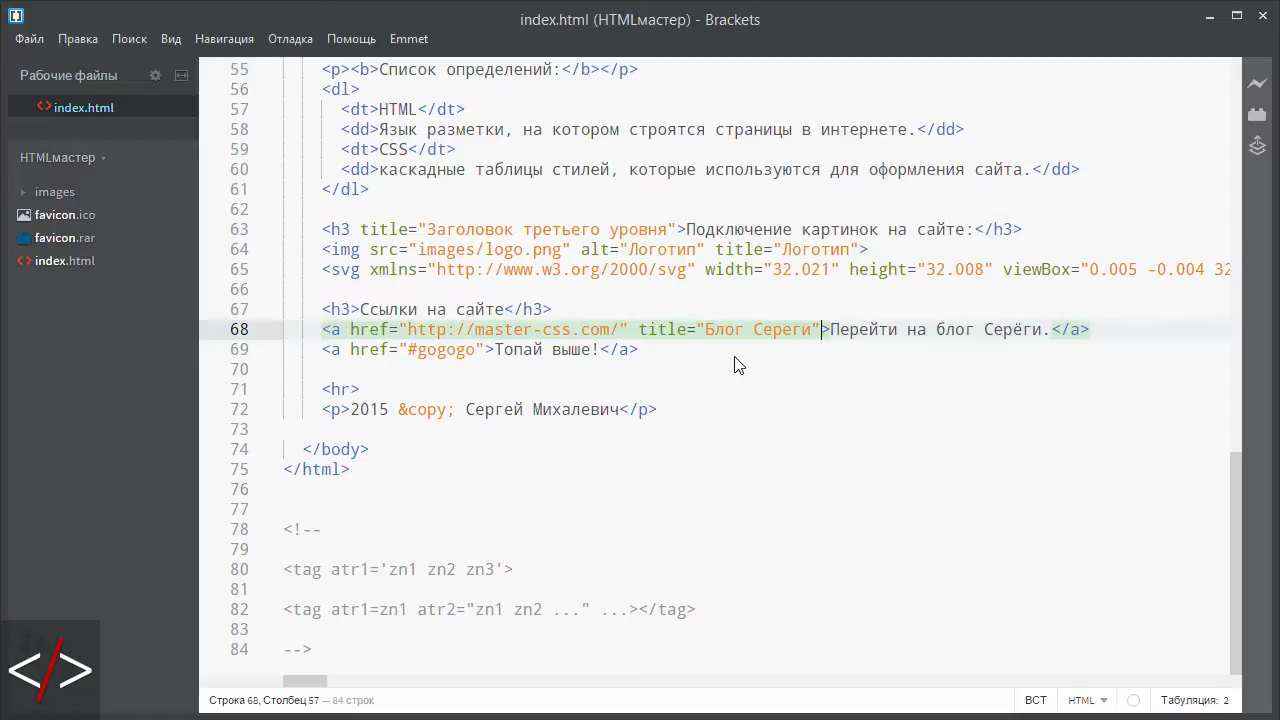 index.html (HTMLмастер) - Brackets
Файл Правка Поиск Вид Навигация Отладка Помощь Emmet
Рабочие файлы
<> index.html
HTMLмастер
images
favicon.ico
favicon.rar
<> index.html
55 <p><b>Список определений:</b></p>
56 <dl>
57 <dt>HTML</dt>
58 <dd>Язык разметки, на котором строятся страницы в интернете.</dd>
59 <dt>CSS</dt>
60 <dd>каскадные таблицы стилей, которые используются для оформления сайта.</dd>
61 </dl>
62
63 <h3 title="Заголовок третьего уровня">Подключение картинок на сайте:</h3>
64 <img src="images/logo.png" alt="Логотип" title="Логотип">
65 <svg xmlns="http://www.w3.org/2000/svg" width="32.021" height="32.008" viewBox="0.005 -0.004 32
66
67 <h3>Ссылки на сайте</h3>
68 <a href="http://master-css.com/" title="Блог Сереги">Перейти на блог Серёги.</a>
69 <a href="#gogogo">Топай выше!</a>
70
71 <hr>
72 <p>2015 &copy; Сергей Михалевич</p>
73
74 </body>
75 </html>
76
77
78 <!--
79
80 <tag atr1='zn1 zn2 zn3'>
81
82 <tag atr1=zn1 atr2="zn1 zn2 ..." ...></tag>
83
84 -->
</>
Строка 68, Столбец 57 — 84 строк
ВСТ HTML Табуляция: 2